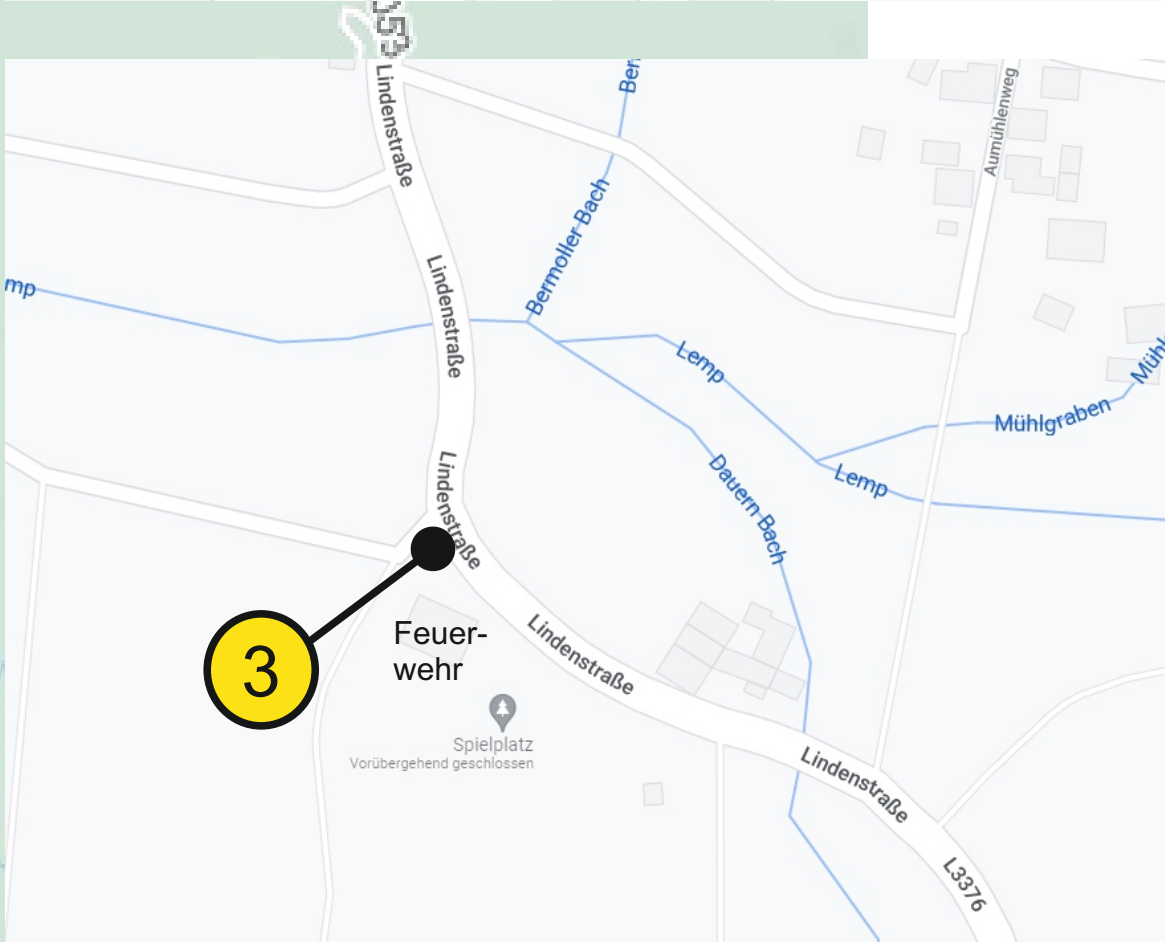 053
Lindenstraße
Ber
Aumühlenweg
Bermoller Bach
Lindenstraße
mp
Lemp
Mühl
Mühlgraben
Lindenstraße
Dauern Bach
Lemp
Feuer-
wehr
3
Lindenstraße
Spielplatz
Vorübergehend geschlossen
Lindenstraße
L3376